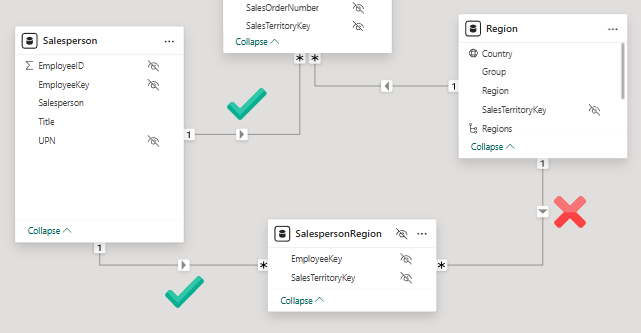 SalesOrderNumber
SalesTerritoryKey
Collapse
*
*
Salesperson
...
Σ EmployeeID
EmployeeKey
Salesperson
Title
UPN
Collapse
1
1
Region
...
Country
Group
Region
SalesTerritoryKey
Regions
Collapse
1
1
SalespersonRegion
...
EmployeeKey
SalesTerritoryKey
Collapse
*
*